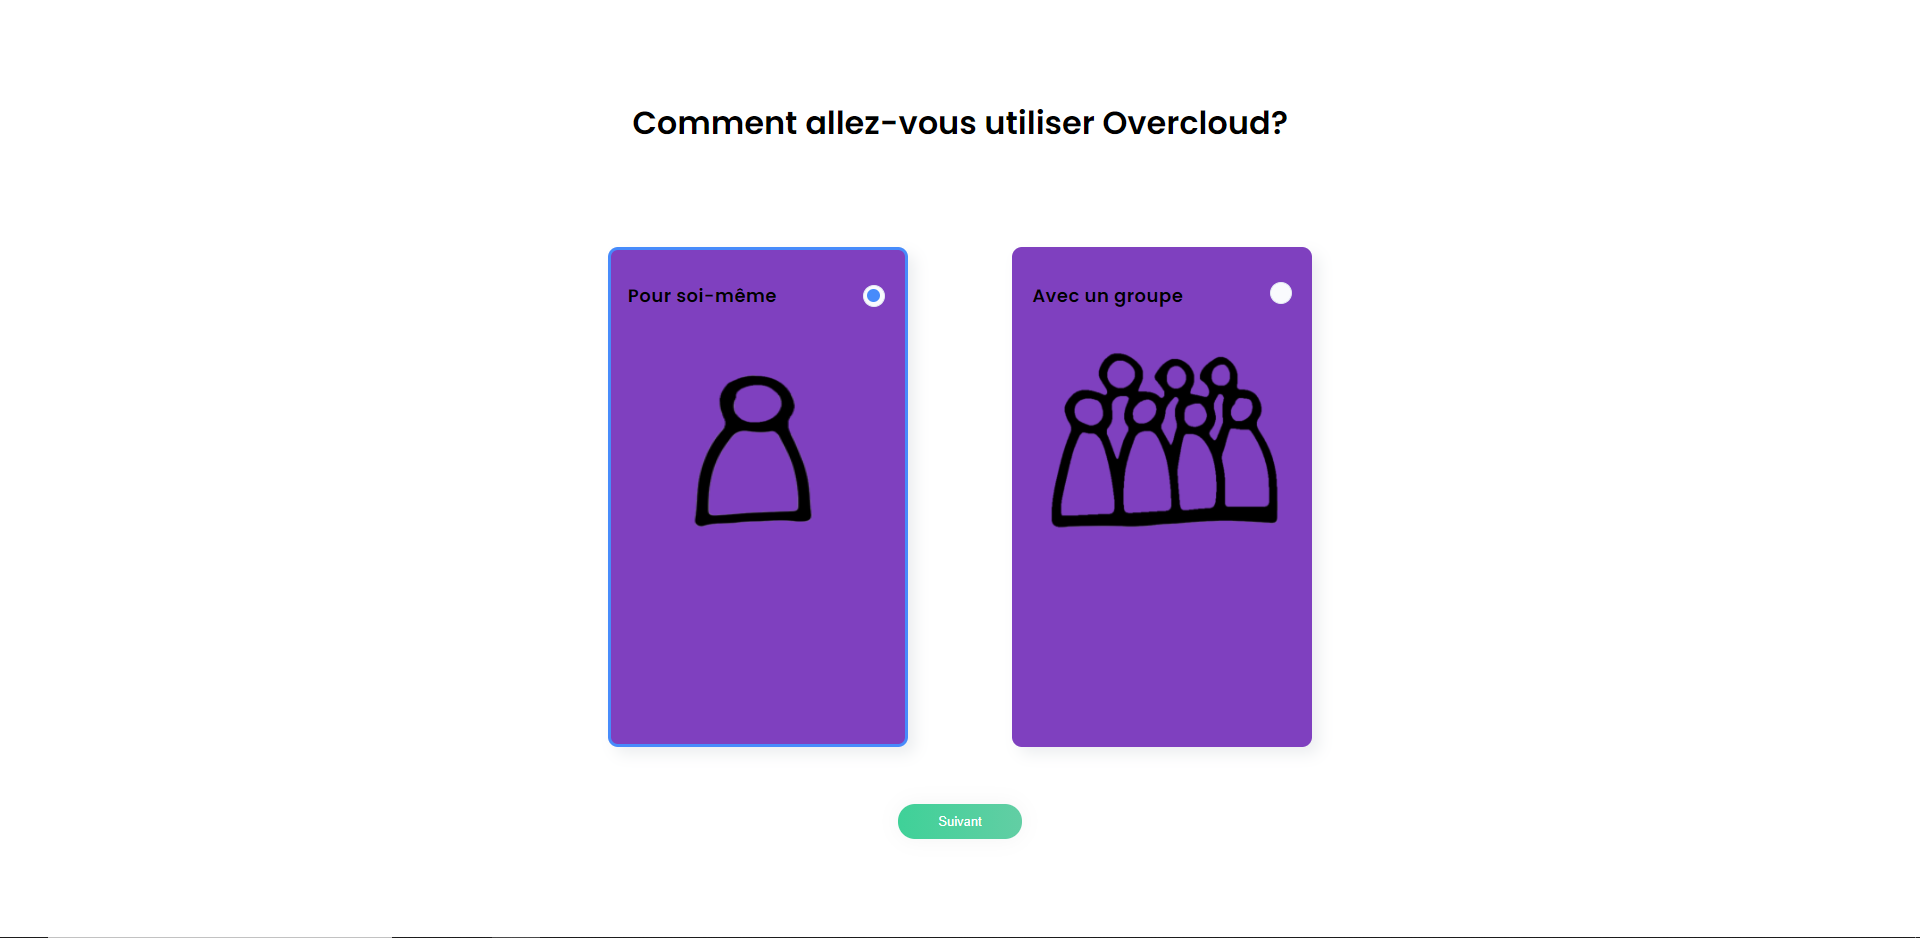 Comment allez-vous utiliser Overcloud?
Pour soi-même
Avec un groupe
Suivant